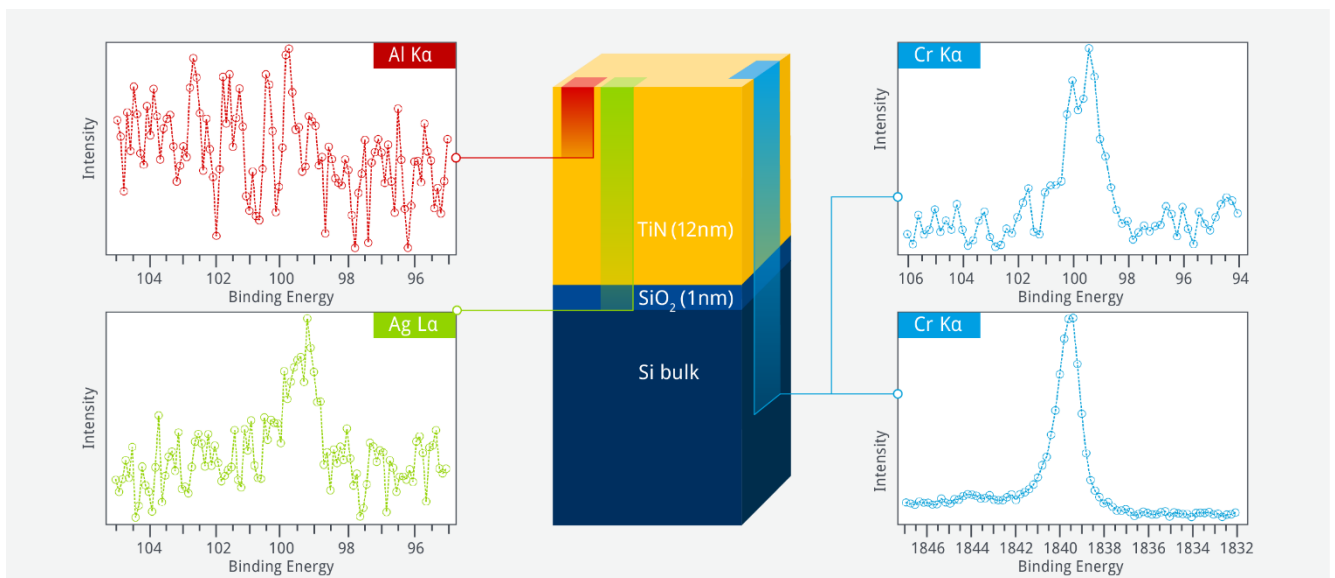 Al Kα
Intensity
104 102 100 98 96
Binding Energy
Ag Lα
Intensity
104 102 100 98 96
Binding Energy
TiN (12nm)
SiO₂ (1nm)
Si bulk
Cr Kα
Intensity
106 104 102 100 98 96 94
Binding Energy
Cr Kα
Intensity
1846 1844 1842 1840 1838 1836 1834 1832
Binding Energy